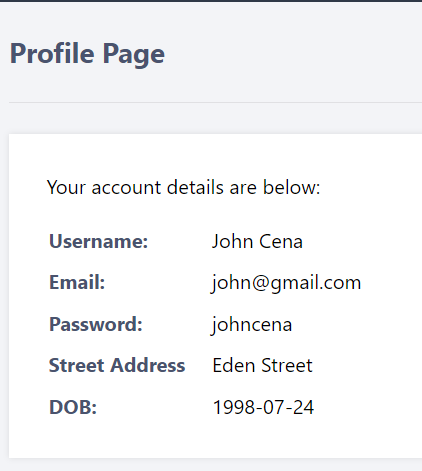 Profile Page
Your account details are below:
Username: John Cena
Email: john@gmail.com
Password: johncena
Street Address Eden Street
DOB: 1998-07-24